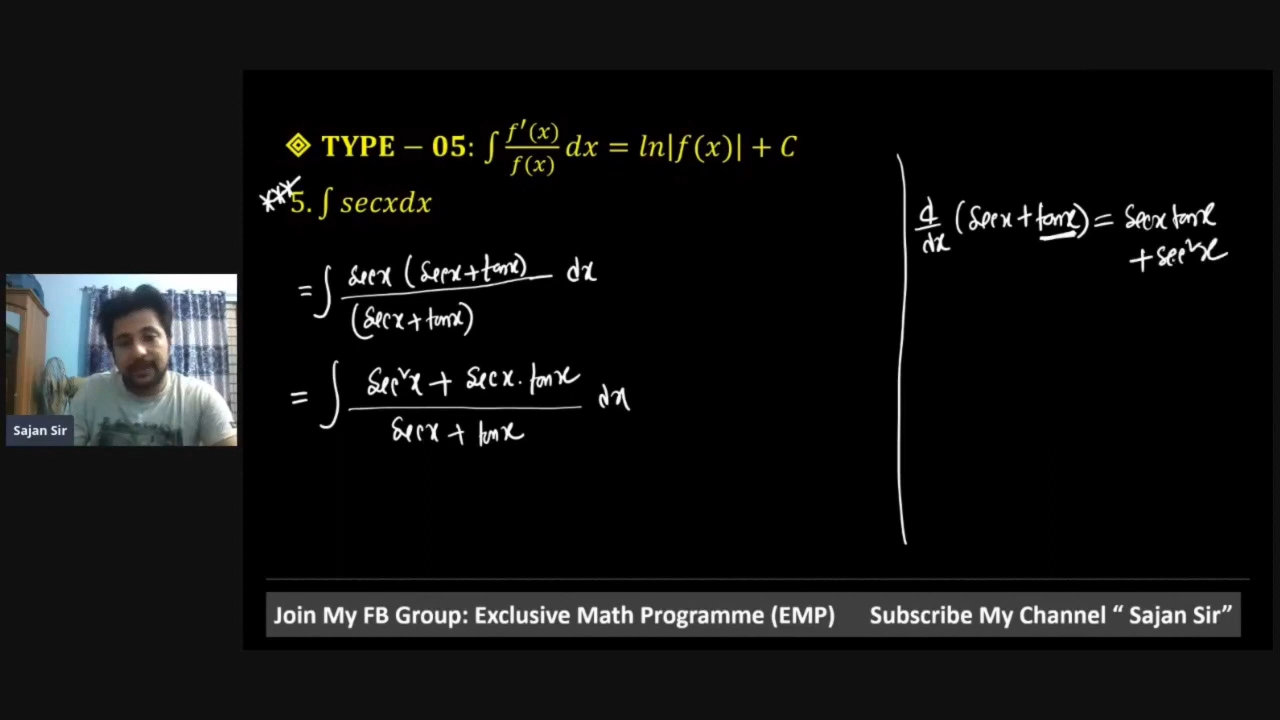 ❖ TYPE – 05: ∫ f′(x)/f(x) dx = ln|f(x)| + C
***5. ∫ secxdx
= ∫ secx (secx+tanx)/(secx+tanx) dx
= ∫ (sec²x + secx.tanx)/(secx + tanx) dx
d/dx (secx + tanx) = secx tanx
+ sec²x
Sajan Sir
Join My FB Group: Exclusive Math Programme (EMP) Subscribe My Channel “ Sajan Sir”